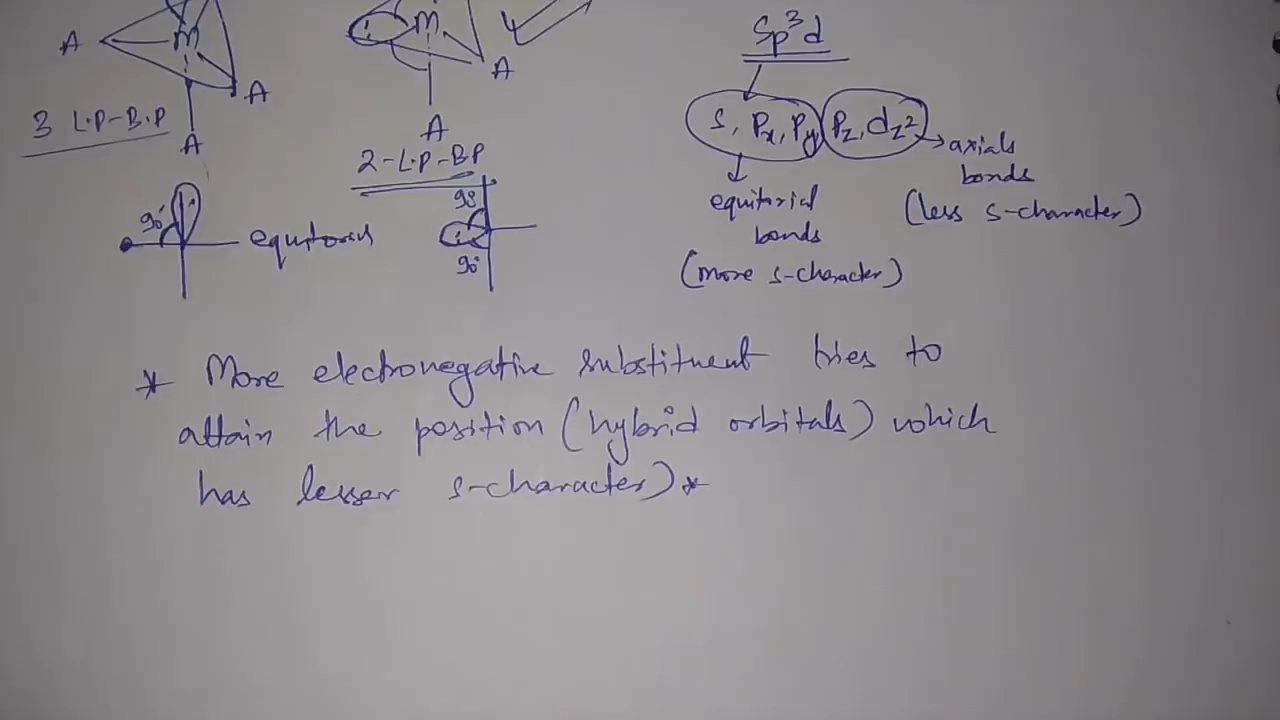 A
M
A
A
3 L.P-B.P
M
A
A
2-L.P-BP
90°
equitorial
90
90°
Sp³d
s, Px, Py
Pz, dz²
axials
bonds
(less s-character)
equitorial
bonds
(more s-character)
* More electronegative substituent tries to
attain the position (hybrid orbitals) which
has lesser s-character) *